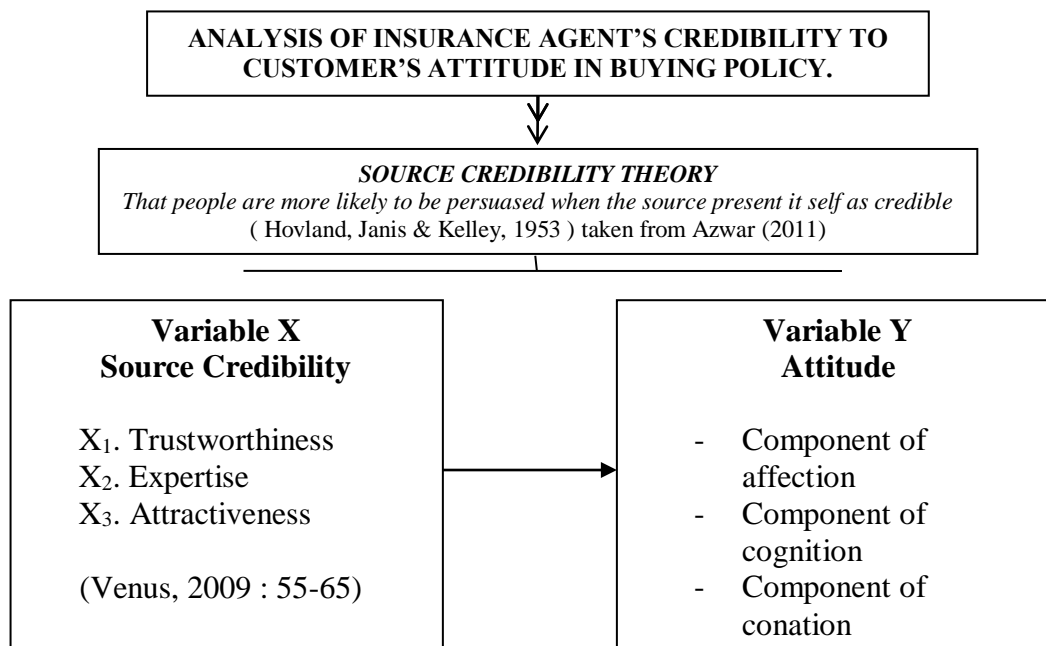 ANALYSIS OF INSURANCE AGENT’S CREDIBILITY TO
CUSTOMER’S ATTITUDE IN BUYING POLICY.
SOURCE CREDIBILITY THEORY
That people are more likely to be persuased when the source present it self as credible
( Hovland, Janis & Kelley, 1953 ) taken from Azwar (2011)
Variable X
Source Credibility
X₁. Trustworthiness
X₂. Expertise
X₃. Attractiveness
(Venus, 2009 : 55-65)
Variable Y
Attitude
- Component of
affection
- Component of
cognition
- Component of
conation